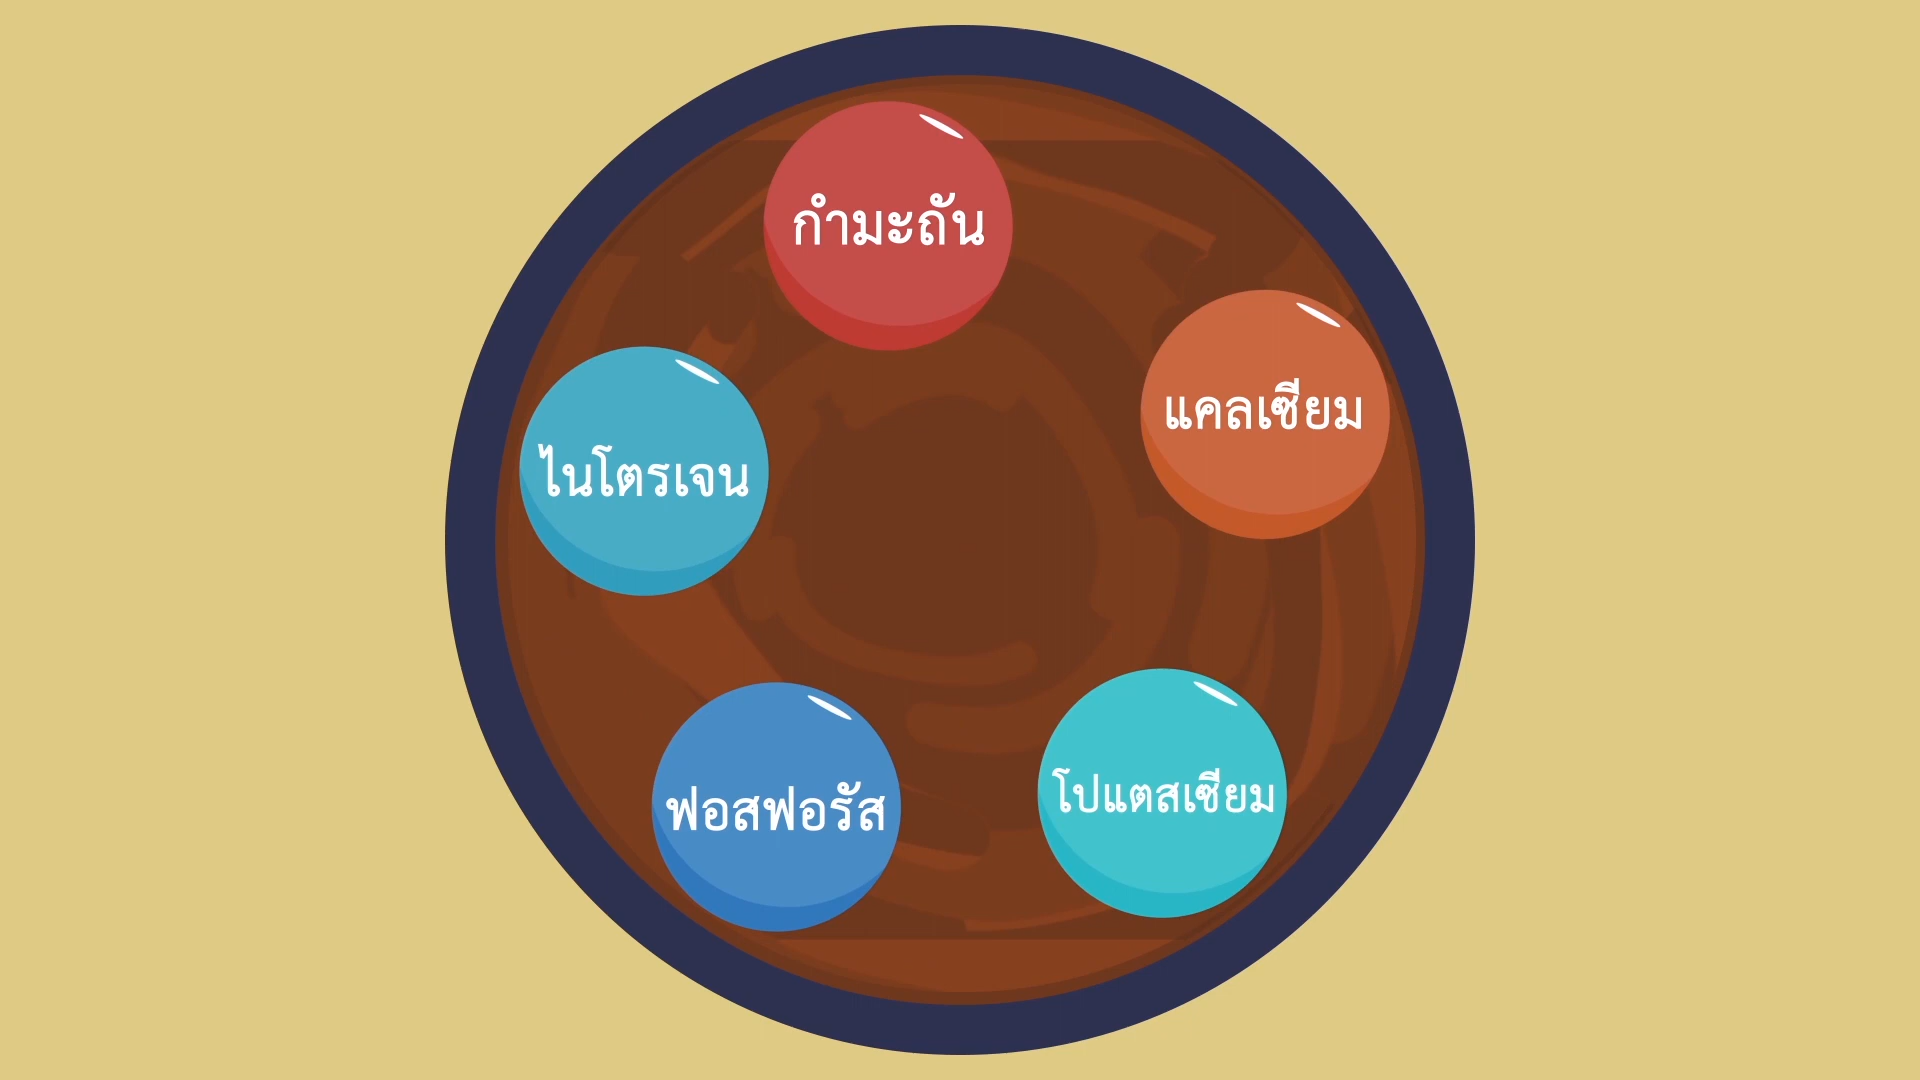 กำมะถัน
แคลเซียม
ไนโตรเจน
ฟอสฟอรัส
โปแตสเซียม